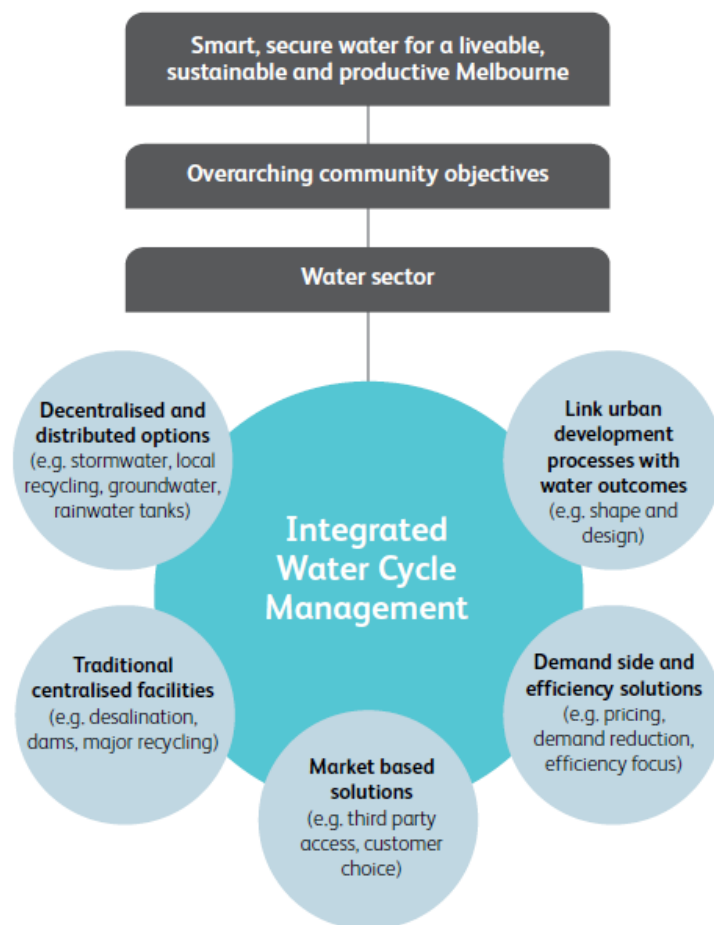 Smart, secure water for a liveable,
sustainable and productive Melbourne
Overarching community objectives
Water sector
Decentralised and
distributed options
(e.g. stormwater, local
recycling, groundwater,
rainwater tanks)
Link urban
development
processes with
water outcomes
(e.g. shape and
design)
Integrated
Water Cycle
Management
Traditional
centralised facilities
(e.g. desalination,
dams, major recycling)
Demand side and
efficiency solutions
(e.g. pricing,
demand reduction,
efficiency focus)
Market based
solutions
(e.g. third party
access, customer
choice)